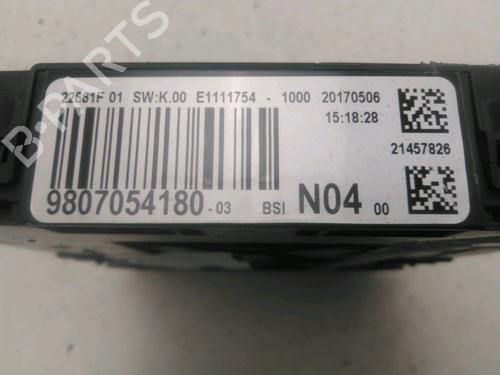 B-PARTS
22581F 01 SW:K.00 E1111754 - 1000 20170506
15:18:28
21457826
9807054180 -03 BSI N04 00